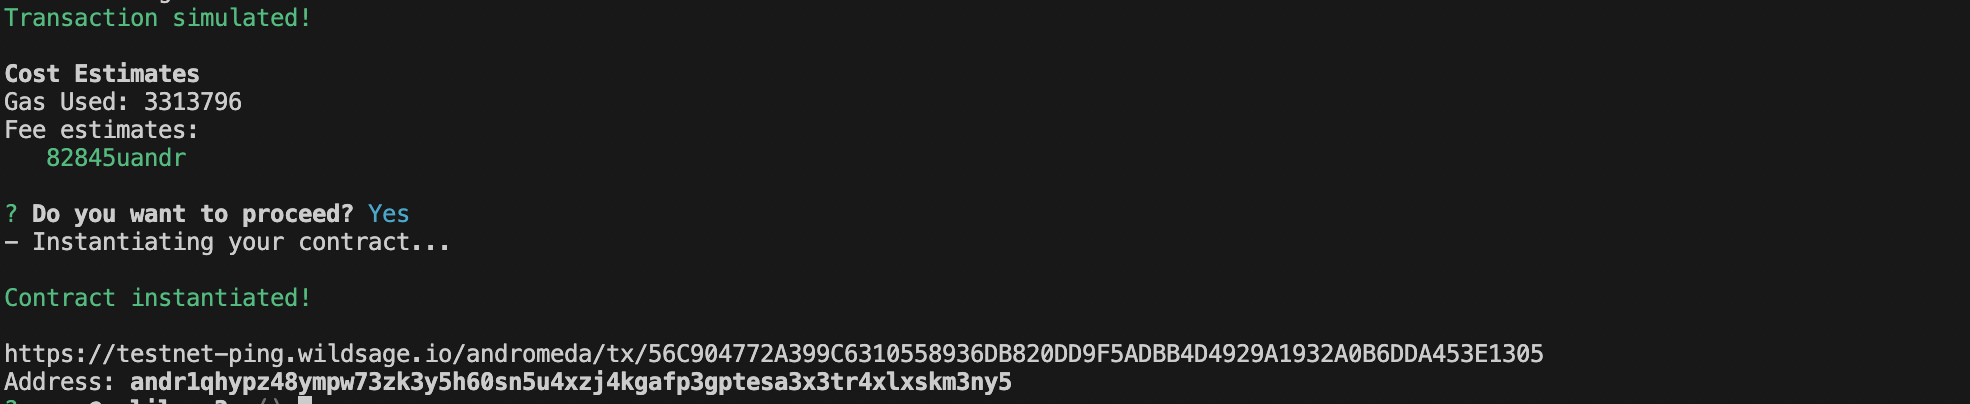 Transaction simulated!
Cost Estimates
Gas Used: 3313796
Fee estimates:
82845uandr
? Do you want to proceed? Yes
- Instantiating your contract...
Contract instantiated!
https://testnet-ping.wildsage.io/andromeda/tx/56C904772A399C6310558936DB820DD9F5ADBB4D4929A1932A0B6DDA453E1305
Address: andr1qhypz48ympw73zk3y5h60sn5u4xzj4kgafp3gptesa3x3tr4xlxskm3ny5